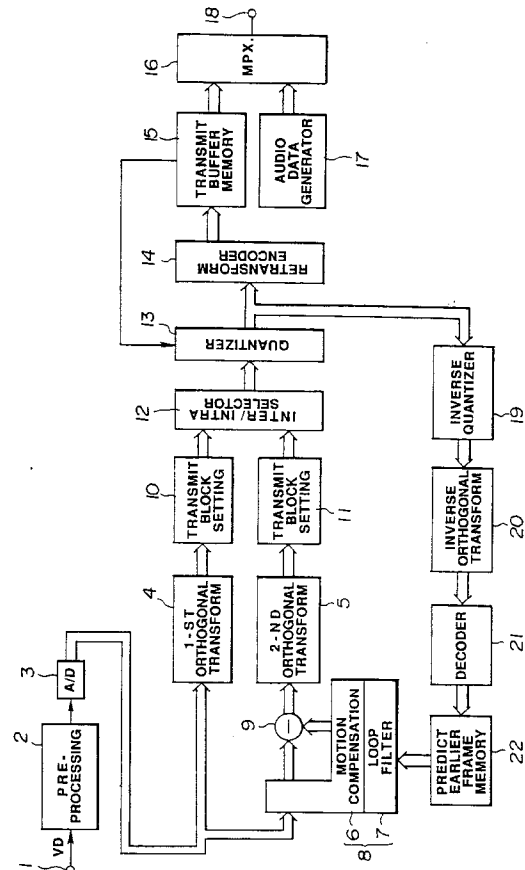 1
VD
2
PRE-
PROCESSING
3
A/D
4
1-ST
ORTHOGONAL
TRANSFORM
2-ND
ORTHOGONAL
TRANSFORM
5
9
−
MOTION
COMPENSATION
LOOP
FILTER
6
7
8
10
TRANSMIT
BLOCK
SETTING
TRANSMIT
BLOCK
SETTING
11
12
INTER/INTRA
SELECTOR
13
QUANTIZER
14
RETRANSFORM
ENCODER
15
TRANSMIT
BUFFER
MEMORY
16
MPX.
18
AUDIO
DATA
GENERATOR
17
INVERSE
QUANTIZER
19
INVERSE
ORTHOGONAL
TRANSFORM
20
DECODER
21
PREDICT
EARLIER
FRAME
MEMORY
22